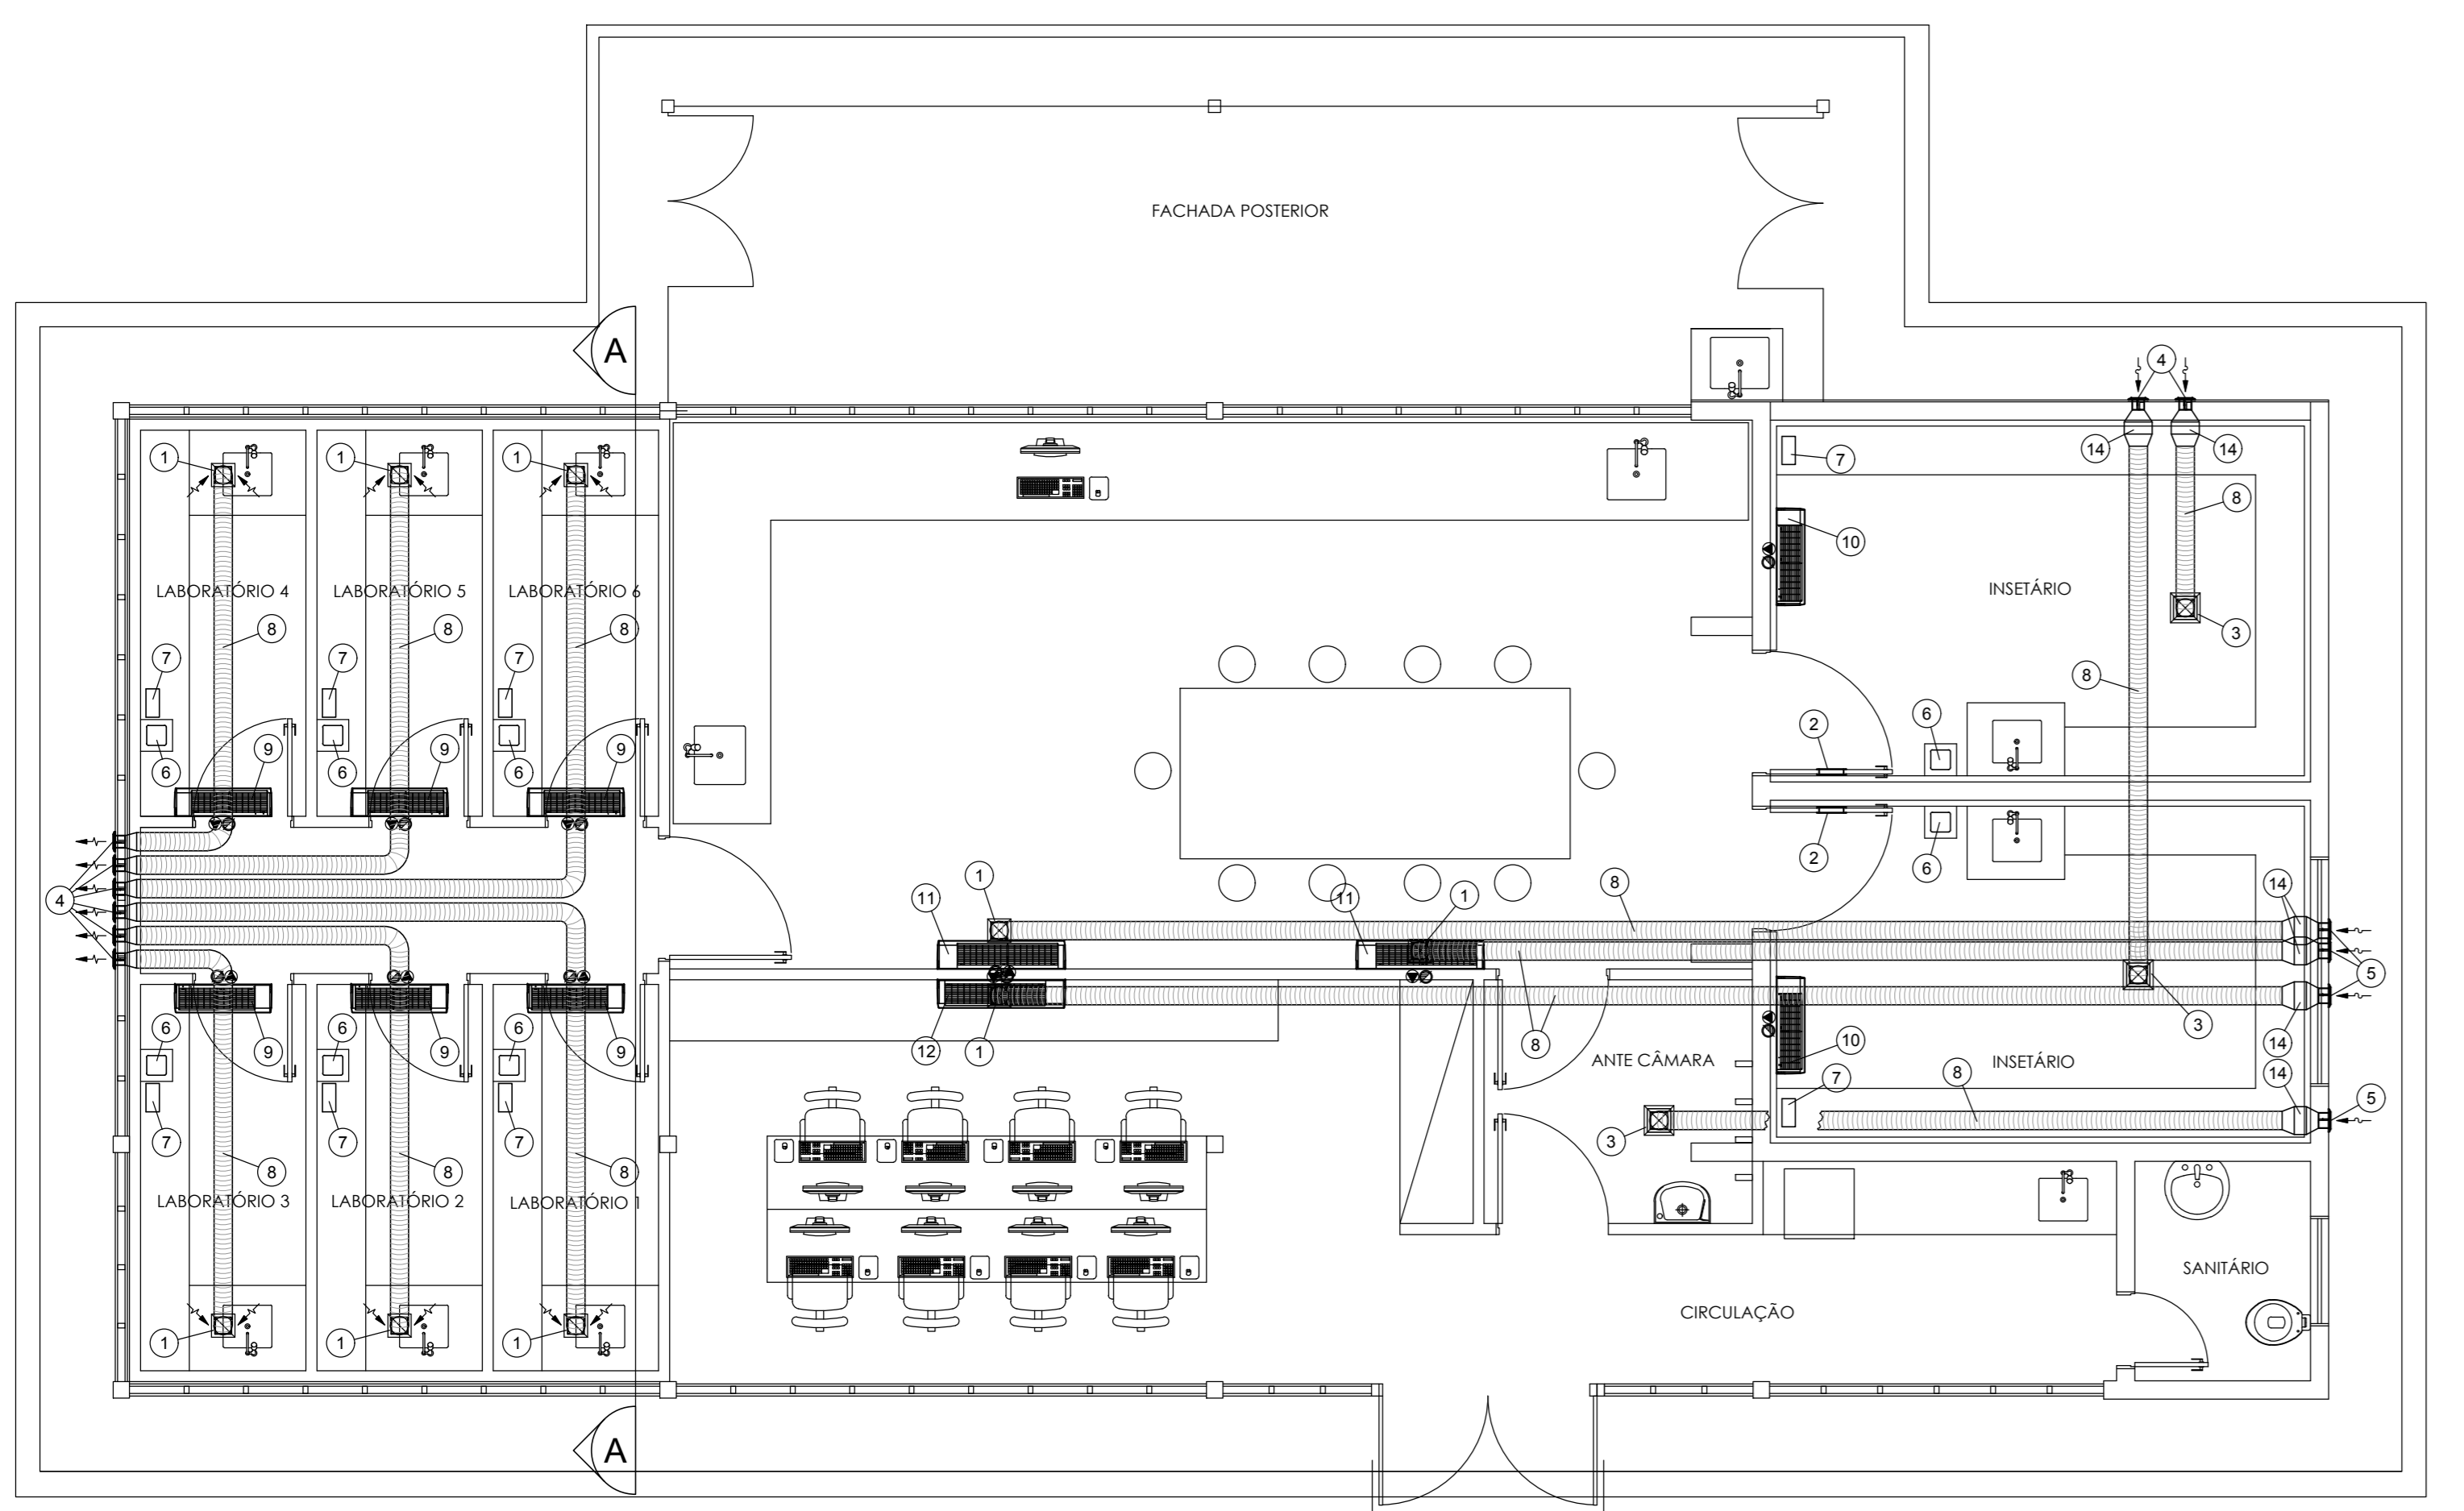 FACHADA POSTERIOR
A
4
1 1 1
14 14
7
8
10
LABORATÓRIO 4 LABORATÓRIO 5 LABORATÓRIO 6 INSETÁRIO
8 8 8
3
7 7 7
8
6
2
9 9 9
6 6 6
2
6
1
8
14
11 11 1
4
5
8
3
6 6 6
14
8
9 9 9
12 1
10
ANTE CÂMARA INSETÁRIO
8
14
7
5
7 7 7
3
8 8 8
LABORATÓRIO 3 LABORATÓRIO 2 LABORATÓRIO 1
SANITÁRIO
CIRCULAÇÃO
1 1 1
A